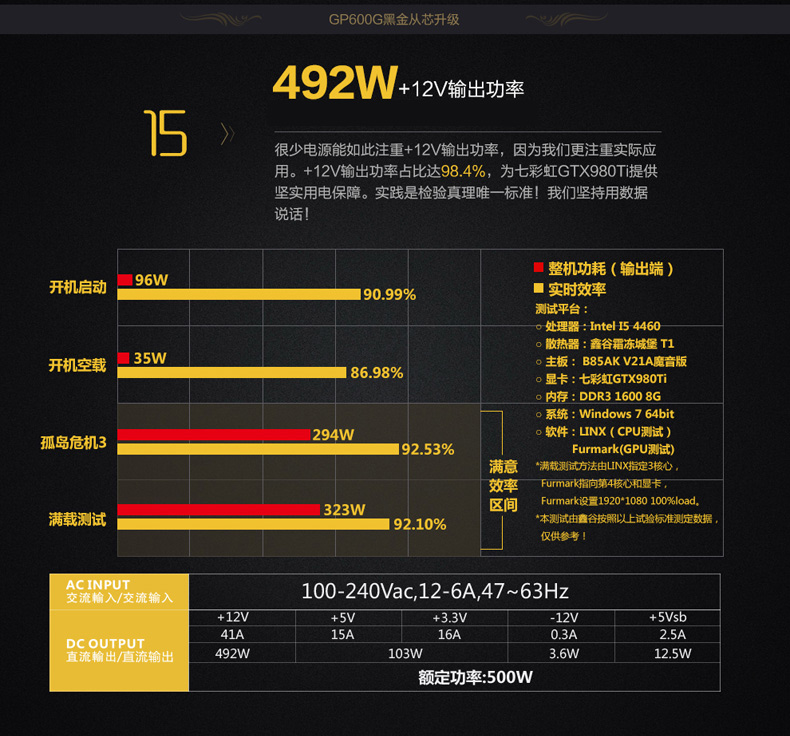 GP600G黑金从芯升级
492W+12V输出功率
15
很少电源能如此注重+12V输出功率，因为我们更注重实际应
用。+12V输出功率占比达98.4%，为七彩虹GTX980Ti提供
坚实用电保障。实践是检验真理唯一标准！我们坚持用数据
说话！
开机启动
96W
90.99%
开机空载
35W
86.98%
孤岛危机3
294W
92.53%
满载测试
323W
92.10%
满意
效率
区间
整机功耗（输出端）
实时效率
测试平台：
○ 处理器：Intel I5 4460
○ 散热器：鑫谷霜冻城堡 T1
○ 主板： B85AK V21A魔音版
○ 显卡：七彩虹GTX980Ti
○ 内存：DDR3 1600 8G
○ 系统：Windows 7 64bit
○ 软件：LINX（CPU测试）
Furmark(GPU测试)
*满载测试方法由LINX指定3核心，
Furmark指向第4核心和显卡，
Furmark设置1920*1080 100%load。
*本测试由鑫谷按照以上试验标准测定数据，
仅供参考！
AC INPUT
交流輸入/交流输入
100-240Vac,12-6A,47~63Hz
DC OUTPUT
直流輸出/直流输出
+12V +5V +3.3V -12V +5Vsb
41A 15A 16A 0.3A 2.5A
492W 103W 3.6W 12.5W
额定功率:500W